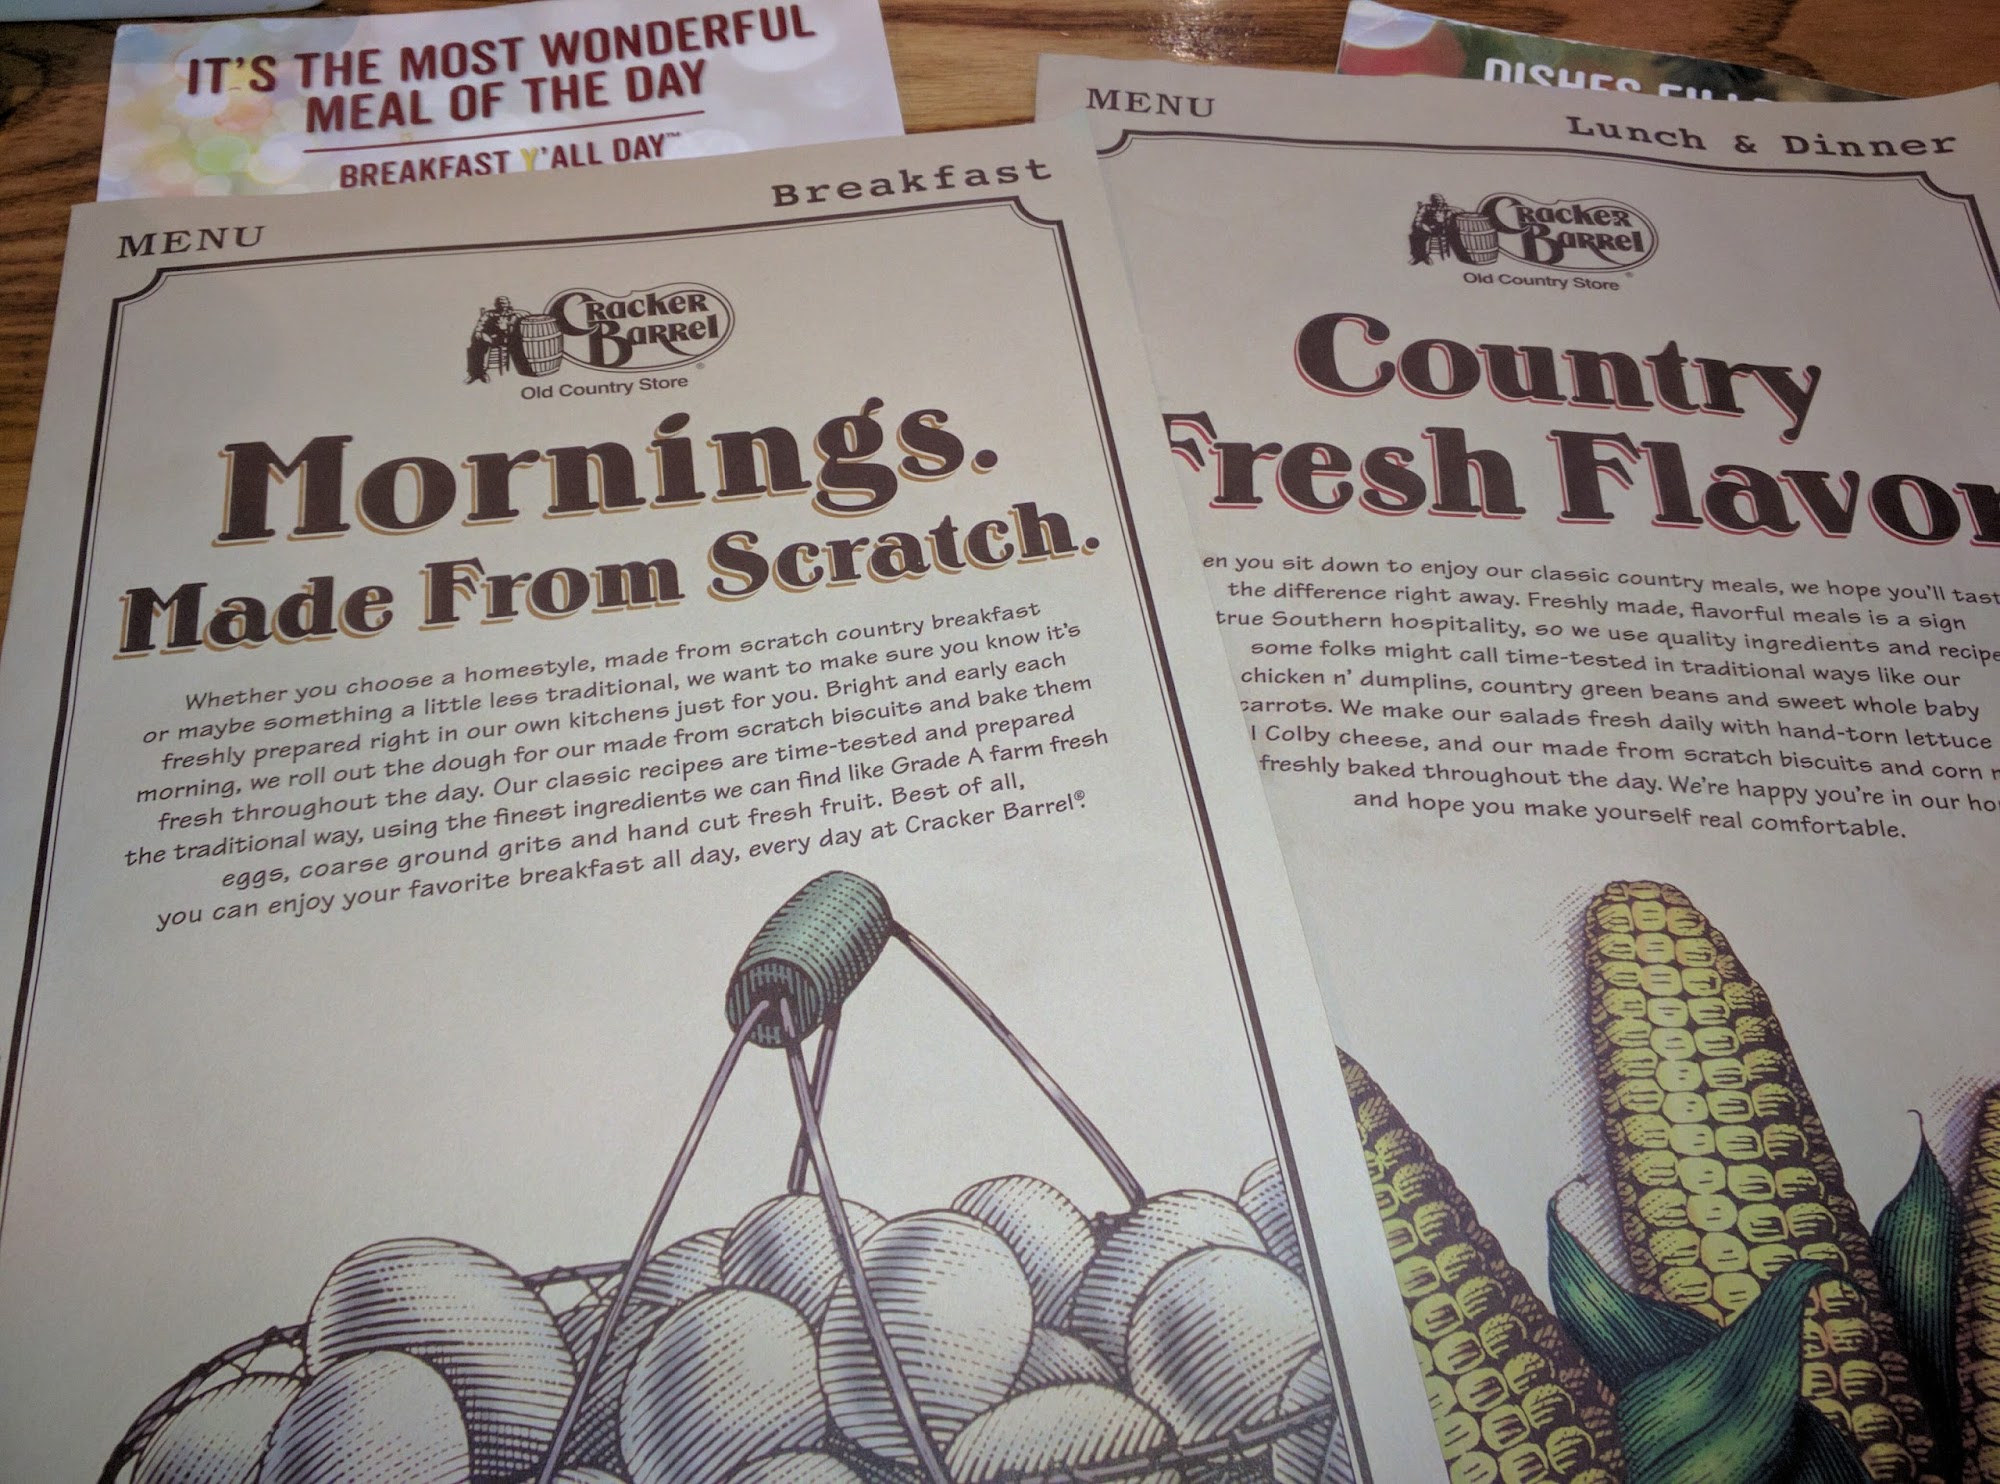 IT'S THE MOST WONDERFUL
MEAL OF THE DAY
BREAKFAST Y'ALL DAY™
MENU
Breakfast
Cracker
Barrel
Old Country Store
Mornings.
Made From Scratch.
Whether you choose a homestyle, made from scratch country breakfast
or maybe something a little less traditional, we want to make sure you know it's
freshly prepared right in our own kitchens just for you. Bright and early each
morning, we roll out the dough for our made from scratch biscuits and bake them
fresh throughout the day. Our classic recipes are time-tested and prepared
the traditional way, using the finest ingredients we can find like Grade A farm fresh
eggs, coarse ground grits and hand cut fresh fruit. Best of all,
you can enjoy your favorite breakfast all day, every day at Cracker Barrel®.
DISHES
MENU
Lunch & Dinner
Cracker
Barrel
Old Country Store
Country
Fresh Flavor
en you sit down to enjoy our classic country meals, we hope you'll tast
the difference right away. Freshly made, flavorful meals is a sign
true Southern hospitality, so we use quality ingredients and recipe
some folks might call time-tested in traditional ways like our
chicken n' dumplins, country green beans and sweet whole baby
carrots. We make our salads fresh daily with hand-torn lettuce
l Colby cheese, and our made from scratch biscuits and corn
freshly baked throughout the day. We're happy you're in our ho
and hope you make yourself real comfortable.